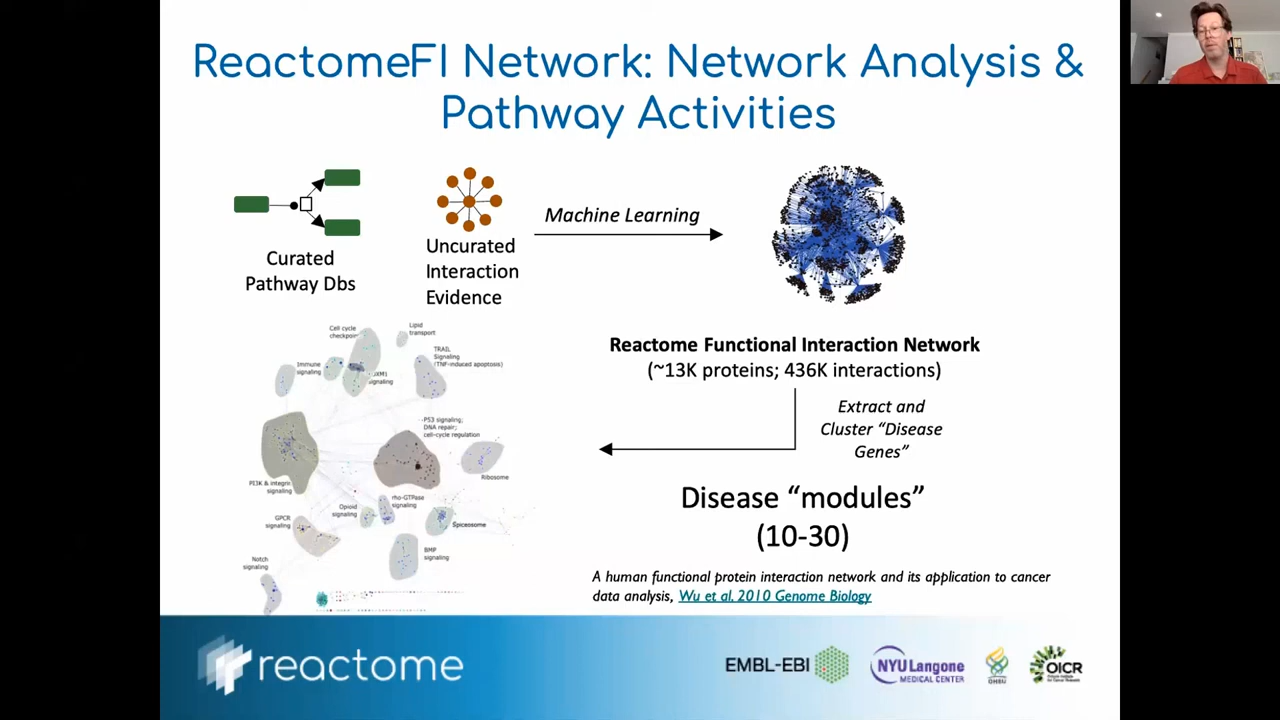 ReactomeFI Network: Network Analysis &
Pathway Activities
Curated
Pathway Dbs
Uncurated
Interaction
Evidence
Machine Learning
Reactome Functional Interaction Network
(~13K proteins; 436K interactions)
Extract and
Cluster “Disease
Genes”
Disease “modules”
(10-30)
Cell cycle
checkpoint
Lipid
transport
Immune
signaling
signaling
TRAIL
Signaling
(TNF-induced apoptosis)
P53 signaling;
DNA repair;
cell-cycle regulation
PI3K & integrin
signaling
Ribosome
rho-GTPase
signaling
Opioid
signaling
GPCR
signaling
Spliceosome
BMP
signaling
Notch
signaling
A human functional protein interaction network and its application to cancer
data analysis, Wu et al. 2010 Genome Biology
reactome
EMBL-EBI
NYU Langone
MEDICAL CENTER
OHSU
OICR